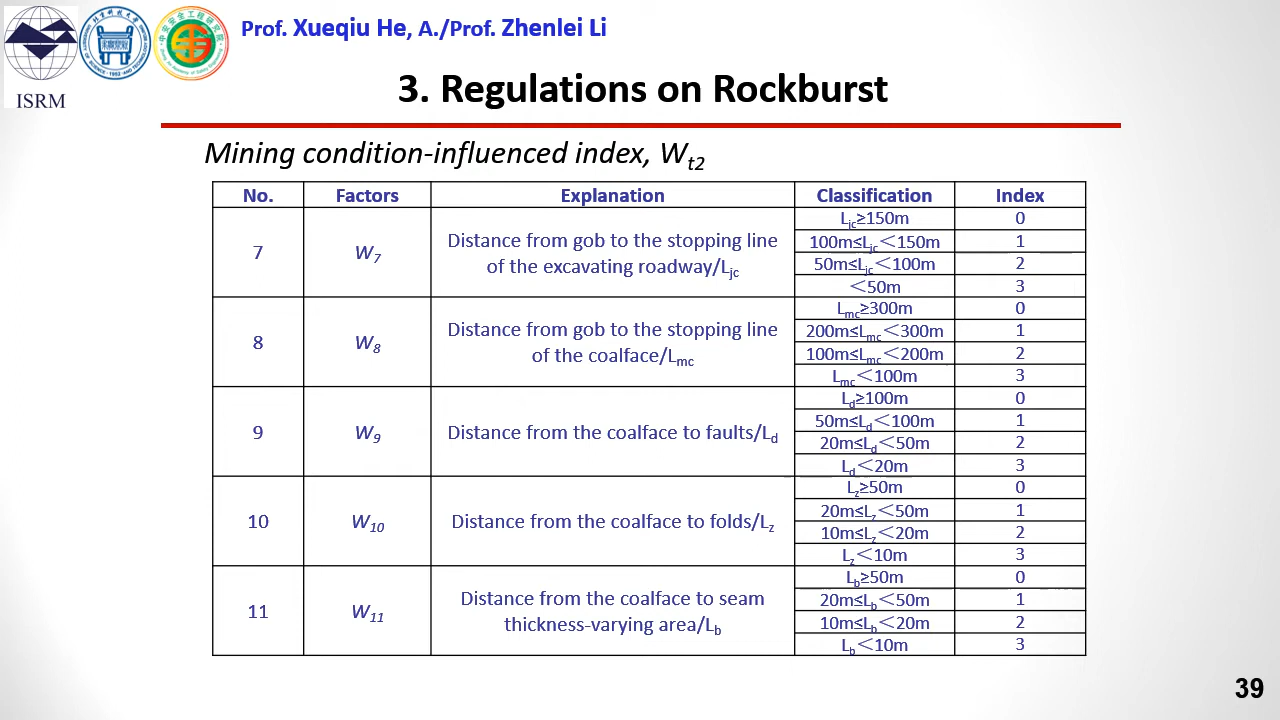 Prof. Xueqiu He, A./Prof. Zhenlei Li
ISRM
3. Regulations on Rockburst
Mining condition-influenced index, Wt2
No. Factors Explanation Classification Index
7 W7 Distance from gob to the stopping line
of the excavating roadway/Ljc
Ljc≥150m 0
100m≤Ljc<150m 1
50m≤Ljc<100m 2
<50m 3
8 W8 Distance from gob to the stopping line
of the coalface/Lmc
Lmc≥300m 0
200m≤Lmc<300m 1
100m≤Lmc<200m 2
Lmc<100m 3
9 W9 Distance from the coalface to faults/Ld
Ld≥100m 0
50m≤Ld<100m 1
20m≤Ld<50m 2
Ld<20m 3
10 W10 Distance from the coalface to folds/Lz
Lz≥50m 0
20m≤Lz<50m 1
10m≤Lz<20m 2
Lz<10m 3
11 W11 Distance from the coalface to seam
thickness-varying area/Lb
Lb≥50m 0
20m≤Lb<50m 1
10m≤Lb<20m 2
Lb<10m 3
39